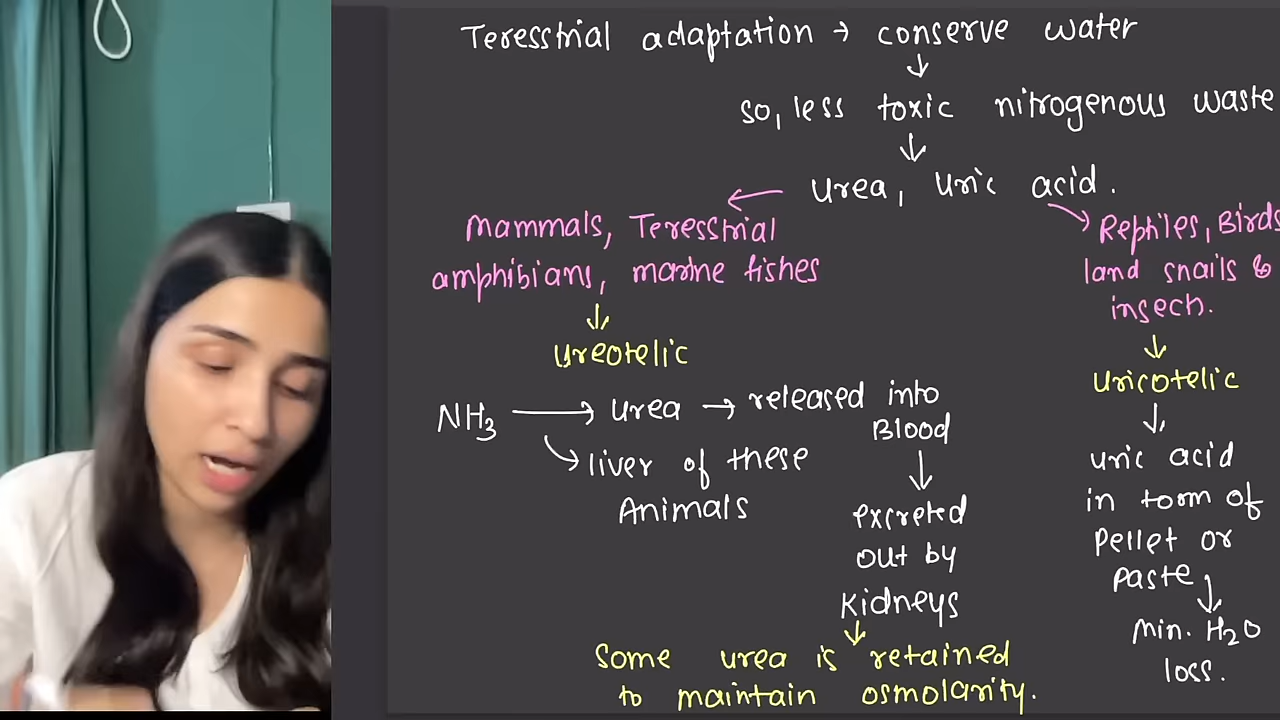 Teresstrial adaptation → conserve water
↓
so, less toxic nitrogenous waste
↓
urea, uric acid.
Mammals, Teresstrial
amphibians, marine fishes
↓
Ureotelic
NH3 → urea → released into
Blood
liver of these
Animals
↓
excreted
out by
Kidneys
↓
Some urea is retained
to maintain osmolarity.
Reptiles, Birds
land snails &
insects.
↓
Uricotelic
↓
uric acid
in form of
Pellet or
paste
↓
Min. H2O
loss.